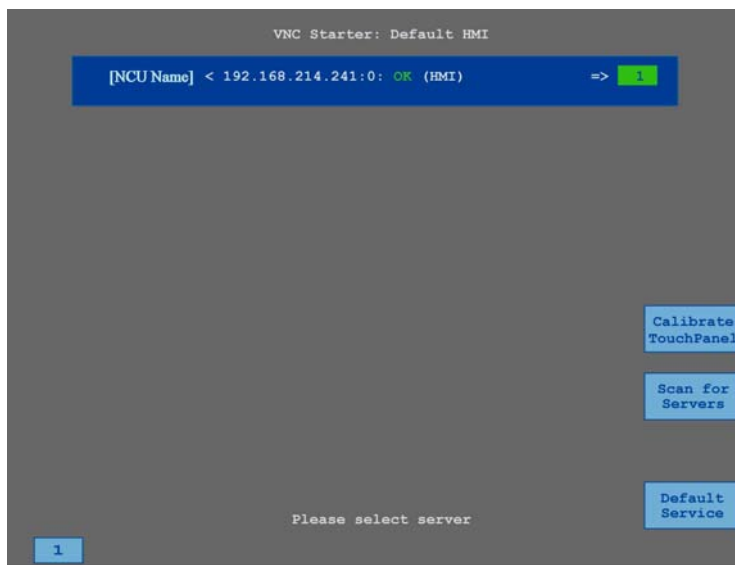 VNC Starter: Default HMI
[NCU Name] < 192.168.214.241:0: OK (HMI) => 1
Calibrate
TouchPanel
Scan for
Servers
Default
Service
Please select server
1